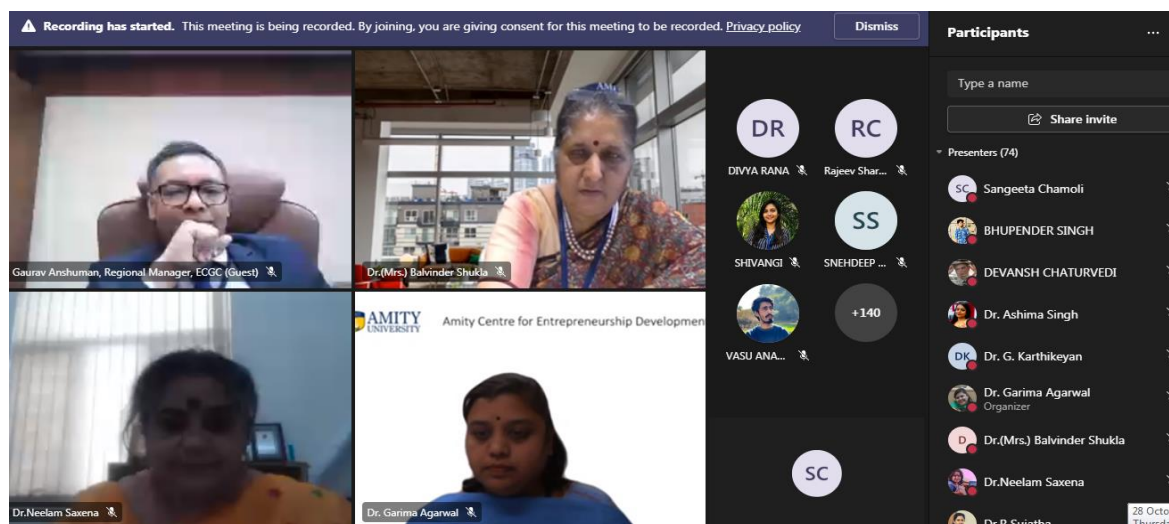 Recording has started. This meeting is being recorded. By joining, you are giving consent for this meeting to be recorded. Privacy policy
Dismiss
Gaurav Anshuman, Regional Manager, ECGC (Guest)
Dr.(Mrs.) Balvinder Shukla
AMITY
UNIVERSITY
Amity Centre for Entrepreneurship Developmen
Dr.Neelam Saxena
Dr. Garima Agarwal
DR
RC
DIVYA RANA
Rajeev Shar...
SS
SHIVANGI
SNEHDEEP ...
+140
VASU ANA...
SC
Participants
...
Type a name
Share invite
Presenters (74)
SC Sangeeta Chamoli
BHUPENDER SINGH
DEVANSH CHATURVEDI
Dr. Ashima Singh
DK Dr. G. Karthikeyan
Dr. Garima Agarwal
Organizer
D Dr.(Mrs.) Balvinder Shukla
Dr.Neelam Saxena
Dr.P.Sujatha
28 Octo